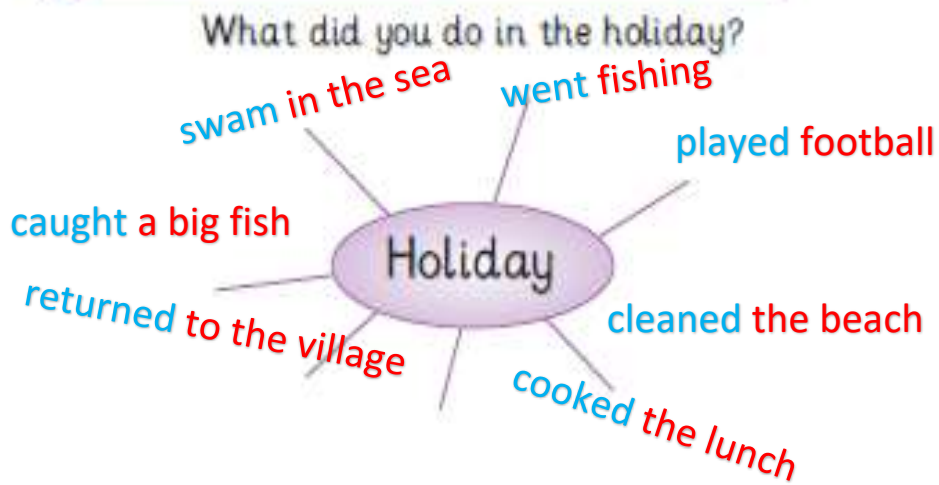 What did you do in the holiday?
swam in the sea
went fishing
played football
caught a big fish
Holiday
returned to the village
cleaned the beach
cooked the lunch